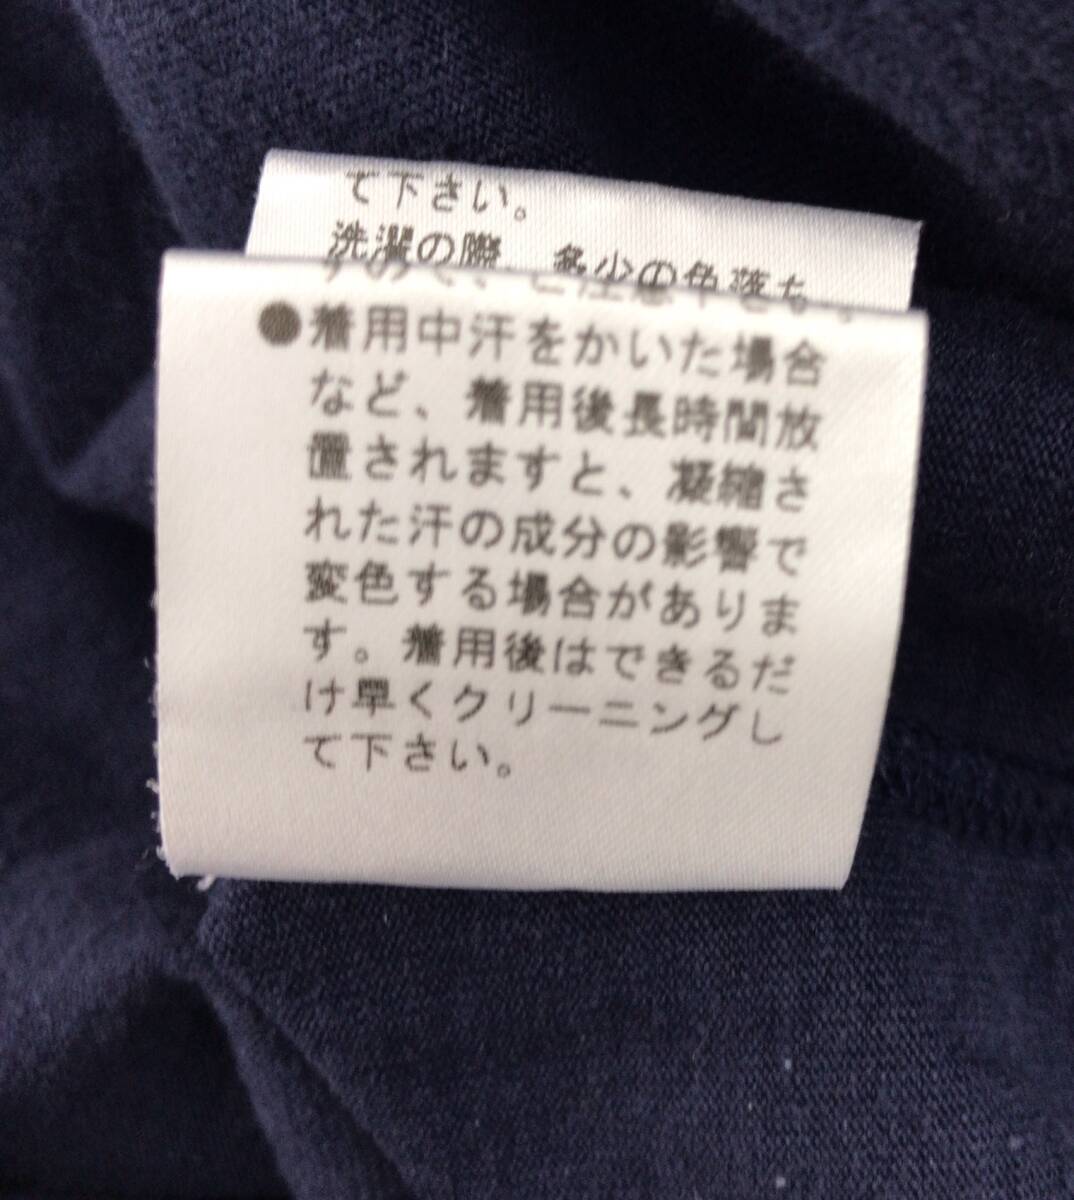 て下さい。
洗濯の際、多少の色落ち
●着用中汗をかいた場合
など、着用後長時間放
置されますと、凝縮さ
れた汗の成分の影響で
変色する場合がありま
す。着用後はできるだ
け早くクリーニングし
て下さい。